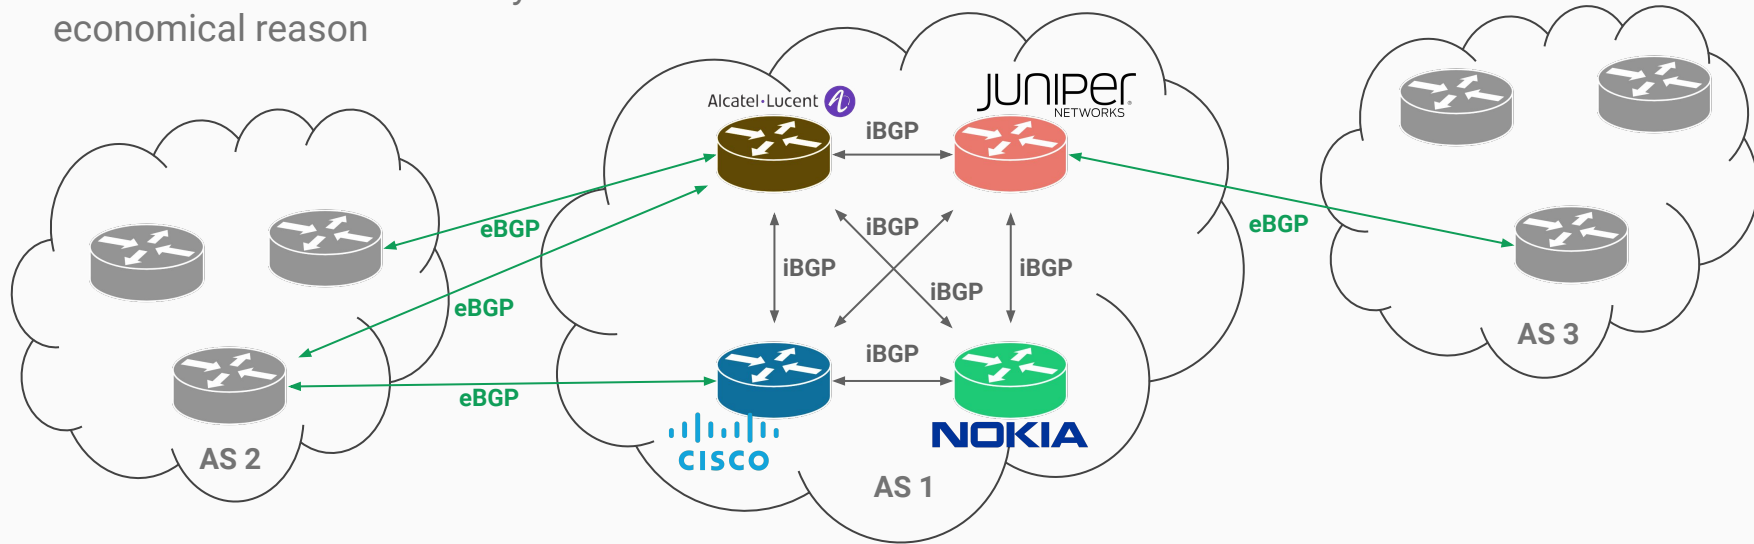 economical reason
Alcatel·Lucent
JUNIPER
NETWORKS
iBGP
eBGP
iBGP
eBGP
iBGP
iBGP
iBGP
eBGP
AS 3
iBGP
eBGP
CISCO
NOKIA
AS 2
AS 1